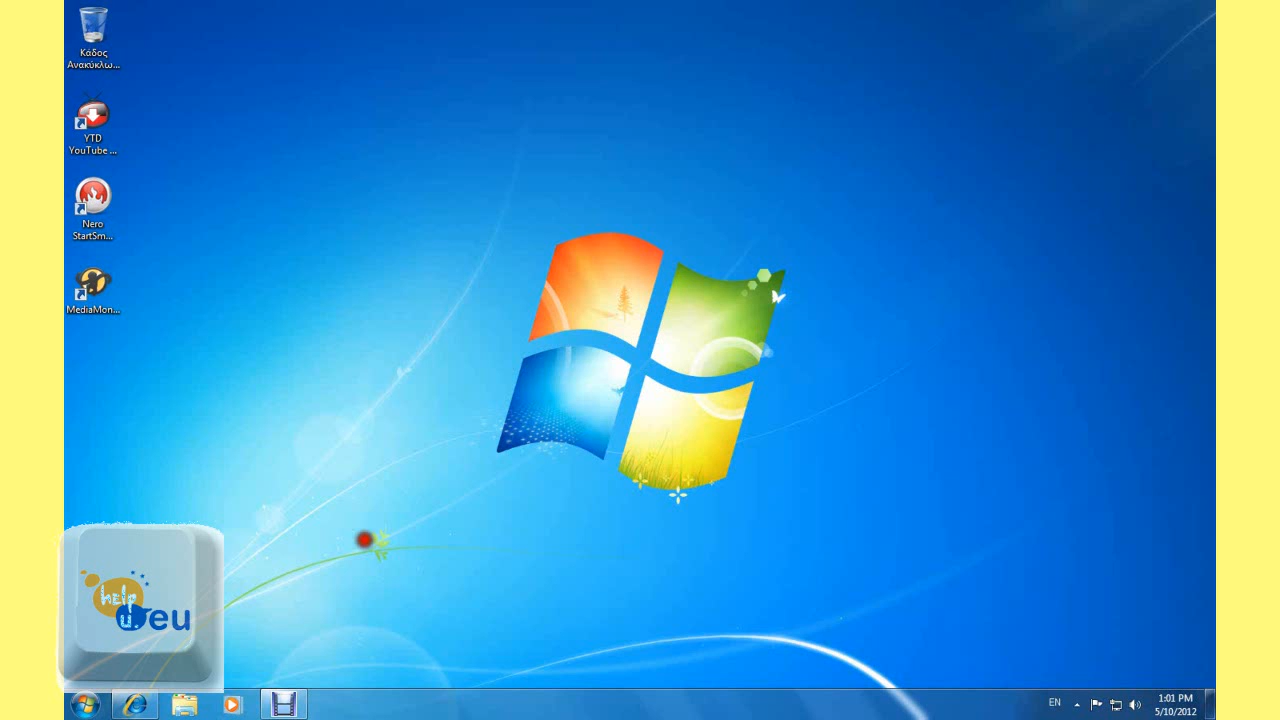 Κάδος
Ανακύκλω...
YTD
YouTube ...
Nero
StartSm...
MediaMon...
help
u.eu
EN
1:01 PM
5/10/2012